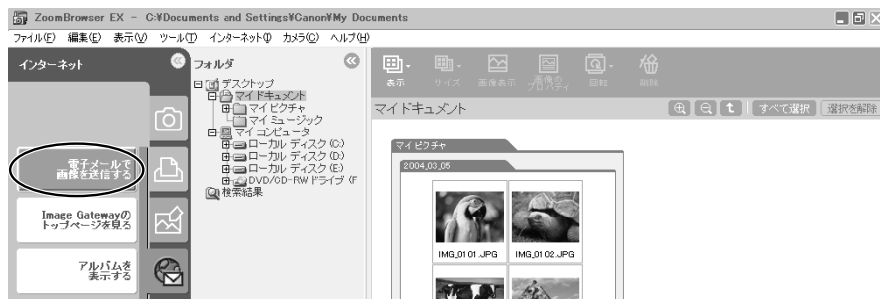 ZoomBrowser EX - C:¥Documents and Settings¥Canon¥My Documents
ファイル(F) 編集(E) 表示(V) ツール(T) インターネット(I) カメラ(C) ヘルプ(H)
インターネット
電子メールで
画像を送信する
Image Gatewayの
トップページを見る
アルバムを
表示する
フォルダ
デスクトップ
マイ ドキュメント
マイ ピクチャ
マイ ミュージック
マイ コンピュータ
ローカル ディスク (C:)
ローカル ディスク (D:)
ローカル ディスク (E:)
DVD/CD-RW ドライブ (F
検索結果
表示 サイズ 画像表示 画像の
プロパティ 回転 削除
マイ ドキュメント
すべて選択 選択を解除
マイ ピクチャ
2004_03_05
IMG_0101.JPG IMG_0102.JPG